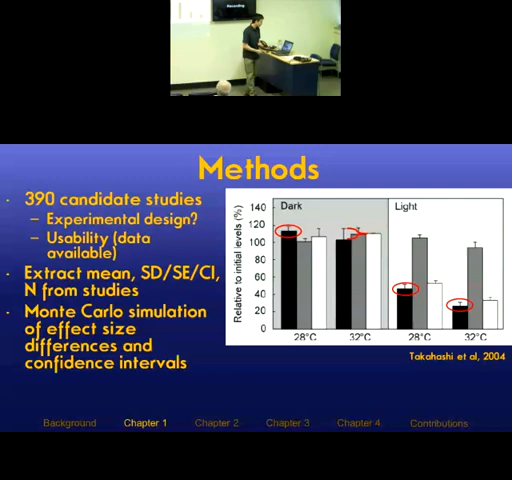 Recording
Methods
· 390 candidate studies
– Experimental design?
– Usability (data
available)
· Extract mean, SD/SE/CI,
N from studies
· Monte Carlo simulation
of effect size
differences and
confidence intervals
Relative to initial levels (%)
140
120
100
80
60
40
20
0
Dark
Light
28°C
32°C
28°C
32°C
Takahashi et al, 2004
Background
Chapter 1
Chapter 2
Chapter 3
Chapter 4
Contributions